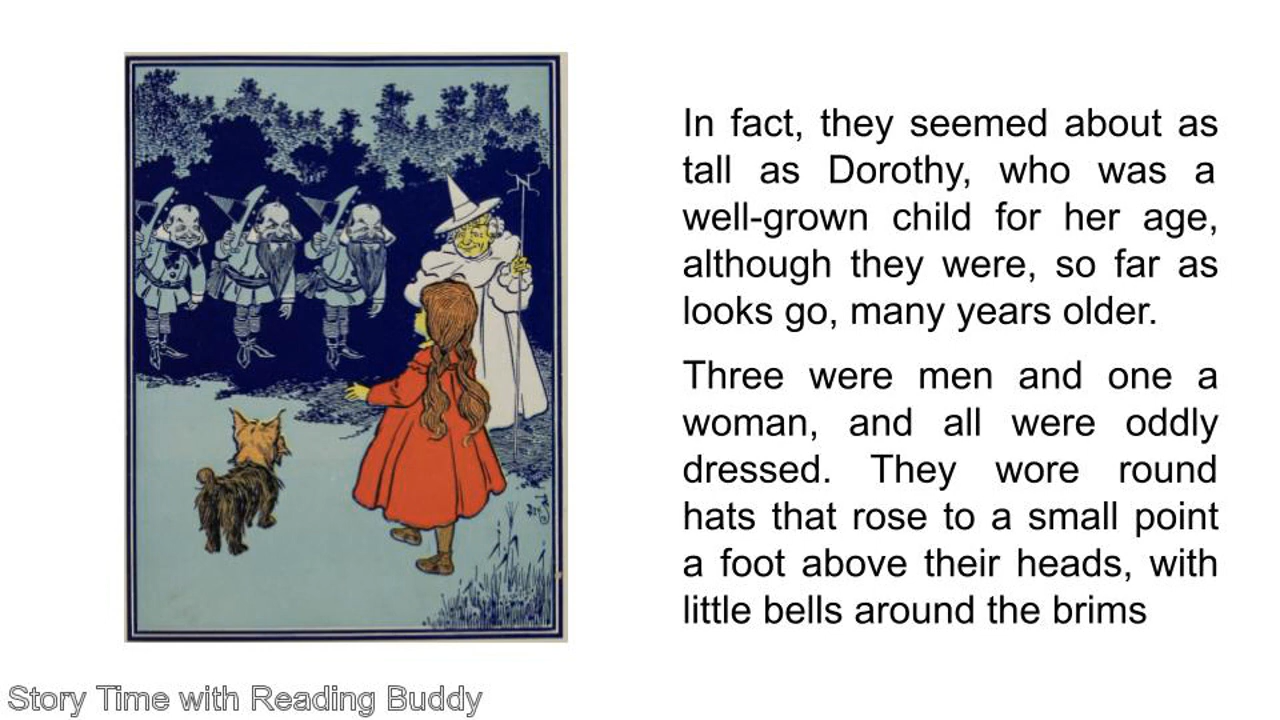 N
In fact, they seemed about as
tall as Dorothy, who was a
well-grown child for her age,
although they were, so far as
looks go, many years older.
Three were men and one a
woman, and all were oddly
dressed. They wore round
hats that rose to a small point
a foot above their heads, with
little bells around the brims
Story Time with Reading Buddy